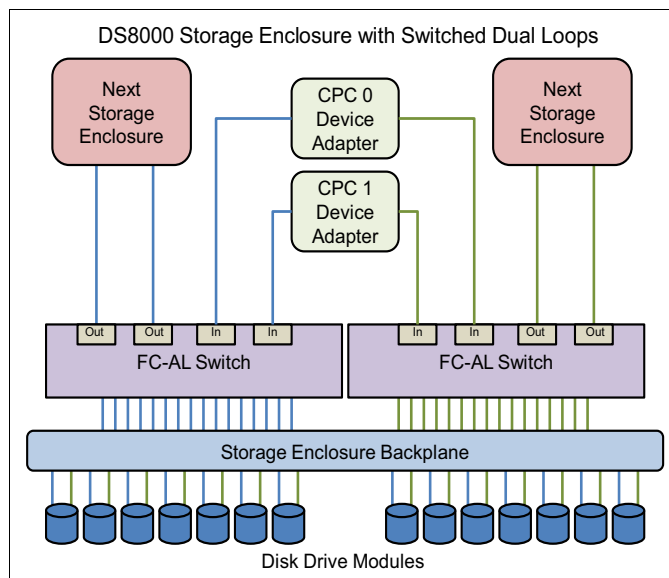 DS8000 Storage Enclosure with Switched Dual Loops
Next
Storage
Enclosure
CPC 0
Device
Adapter
Next
Storage
Enclosure
CPC 1
Device
Adapter
Out
Out
In
In
In
In
Out
Out
FC-AL Switch
FC-AL Switch
Storage Enclosure Backplane
Disk Drive Modules